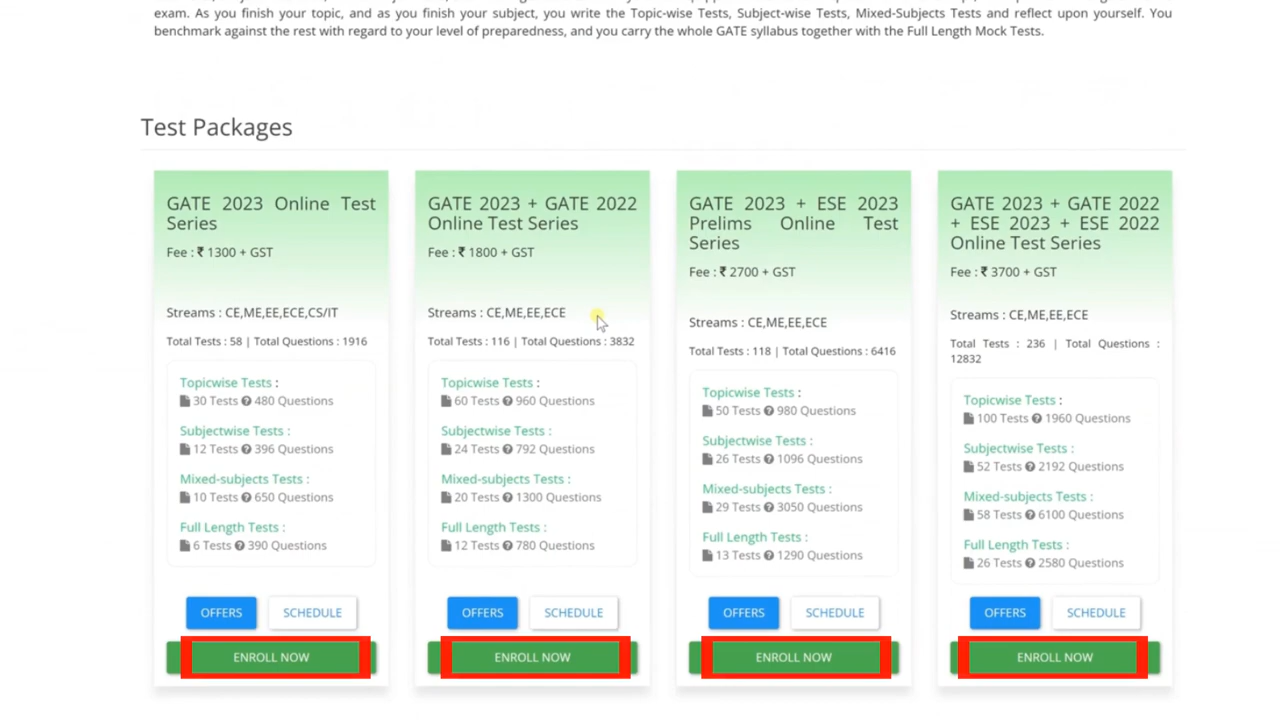 exam. As you finish your topic, and as you finish your subject, you write the Topic-wise Tests, Subject-wise Tests, Mixed-Subjects Tests and reflect upon yourself. You
benchmark against the rest with regard to your level of preparedness, and you carry the whole GATE syllabus together with the Full Length Mock Tests.
Test Packages
GATE 2023 Online Test
Series
Fee : ₹ 1300 + GST
Streams : CE,ME,EE,ECE,CS/IT
Total Tests : 58 | Total Questions : 1916
Topicwise Tests :
30 Tests 480 Questions
Subjectwise Tests :
12 Tests 396 Questions
Mixed-subjects Tests :
10 Tests 650 Questions
Full Length Tests :
6 Tests 390 Questions
OFFERS SCHEDULE
ENROLL NOW
GATE 2023 + GATE 2022
Online Test Series
Fee : ₹ 1800 + GST
Streams : CE,ME,EE,ECE
Total Tests : 116 | Total Questions : 3832
Topicwise Tests :
60 Tests 960 Questions
Subjectwise Tests :
24 Tests 792 Questions
Mixed-subjects Tests :
20 Tests 1300 Questions
Full Length Tests :
12 Tests 780 Questions
OFFERS SCHEDULE
ENROLL NOW
GATE 2023 + ESE 2023
Prelims Online Test
Series
Fee : ₹ 2700 + GST
Streams : CE,ME,EE,ECE
Total Tests : 118 | Total Questions : 6416
Topicwise Tests :
50 Tests 980 Questions
Subjectwise Tests :
26 Tests 1096 Questions
Mixed-subjects Tests :
29 Tests 3050 Questions
Full Length Tests :
13 Tests 1290 Questions
OFFERS SCHEDULE
ENROLL NOW
GATE 2023 + GATE 2022
+ ESE 2023 + ESE 2022
Online Test Series
Fee : ₹ 3700 + GST
Streams : CE,ME,EE,ECE
Total Tests : 236 | Total Questions :
12832
Topicwise Tests :
100 Tests 1960 Questions
Subjectwise Tests :
52 Tests 2192 Questions
Mixed-subjects Tests :
58 Tests 6100 Questions
Full Length Tests :
26 Tests 2580 Questions
OFFERS SCHEDULE
ENROLL NOW